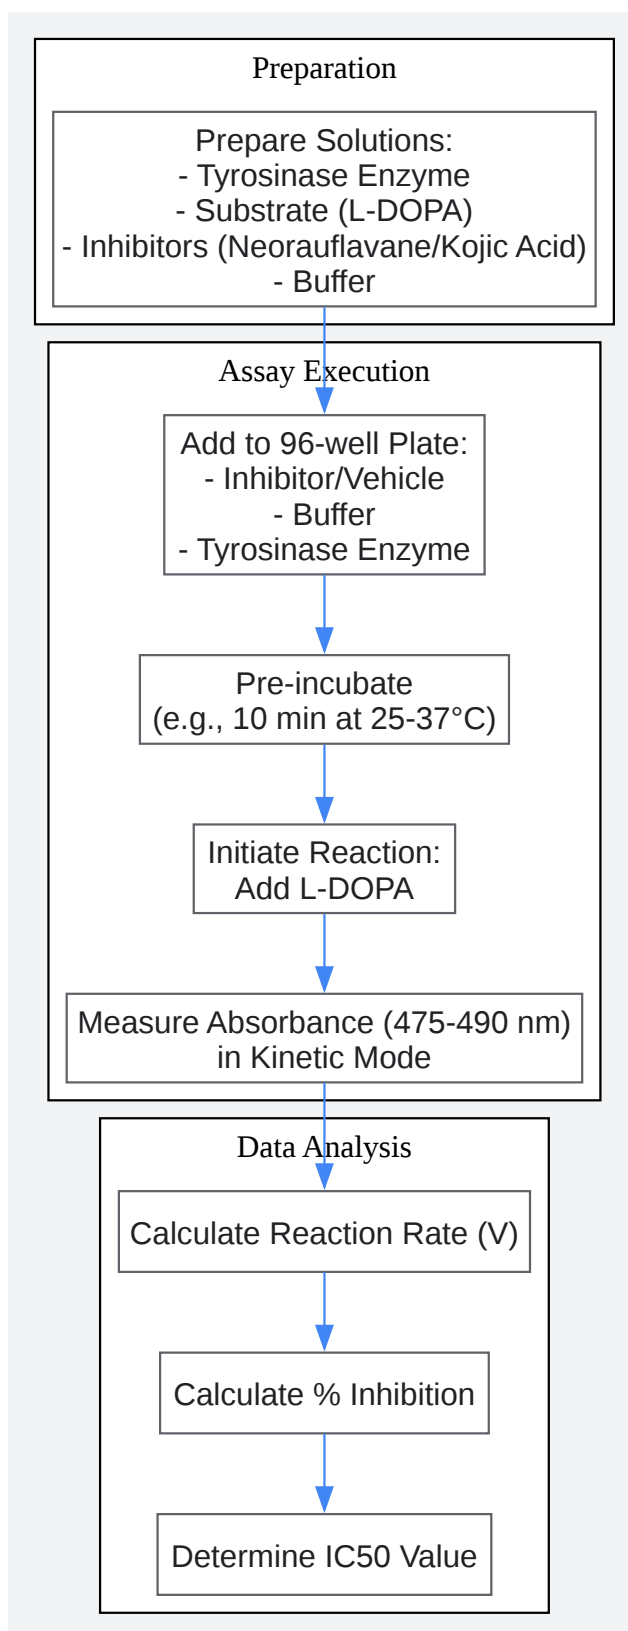 Preparation
Prepare Solutions:
- Tyrosinase Enzyme
- Substrate (L-DOPA)
- Inhibitors (Neorauflavane/Kojic Acid)
- Buffer
Assay Execution
Add to 96-well Plate:
- Inhibitor/Vehicle
- Buffer
- Tyrosinase Enzyme
Pre-incubate
(e.g., 10 min at 25-37°C)
Initiate Reaction:
Add L-DOPA
Measure Absorbance (475-490 nm)
in Kinetic Mode
Data Analysis
Calculate Reaction Rate (V)
Calculate % Inhibition
Determine IC50 Value